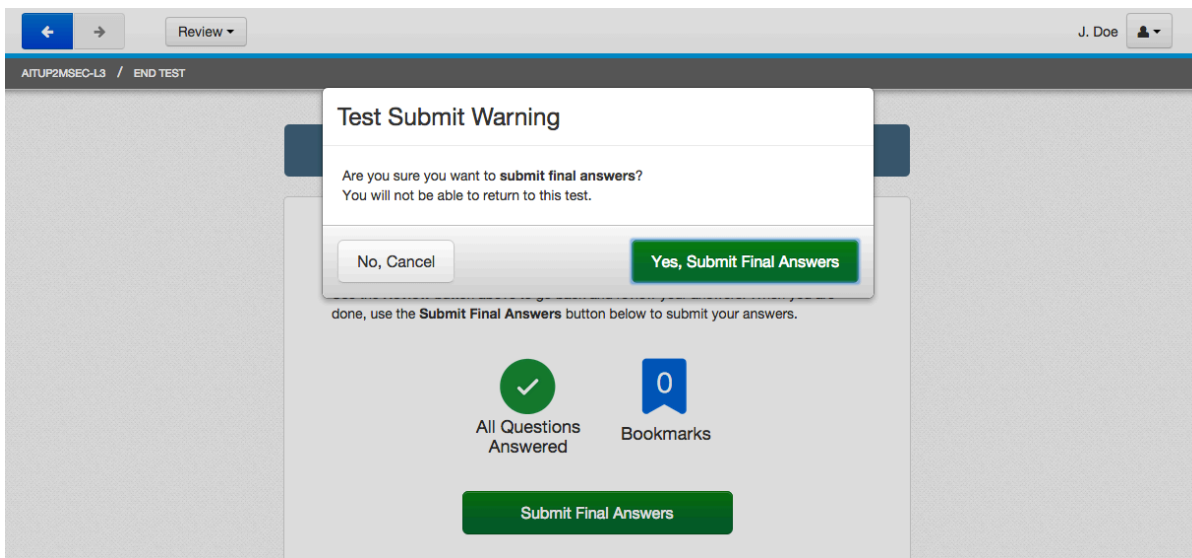 Review
J. Doe
AITUP2MSEC-L3 / END TEST
Test Submit Warning
Are you sure you want to submit final answers?
You will not be able to return to this test.
No, Cancel
Yes, Submit Final Answers
done, use the Submit Final Answers button below to submit your answers.
0
All Questions
Answered
Bookmarks
Submit Final Answers